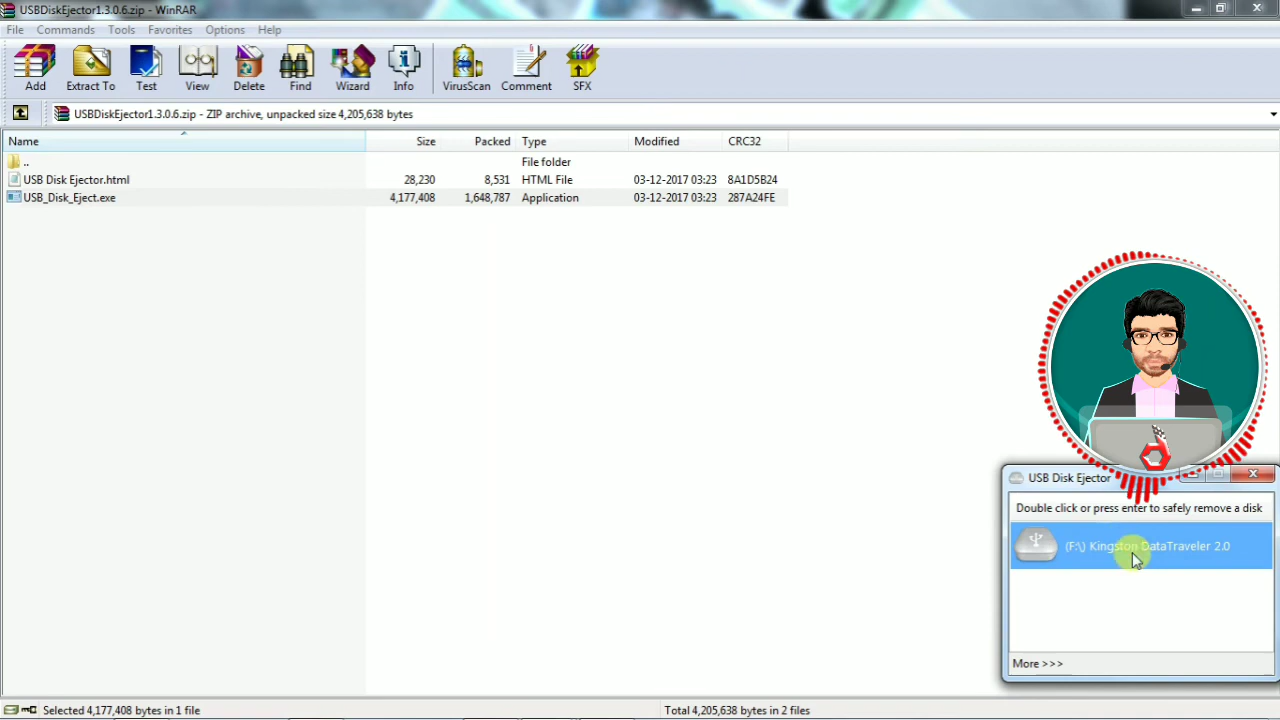 USBDiskEjector1.3.0.6.zip - WinRAR
File Commands Tools Favorites Options Help
Add Extract To Test View Delete Find Wizard Info VirusScan Comment SFX
USBDiskEjector1.3.0.6.zip - ZIP archive, unpacked size 4,205,638 bytes
Name Size Packed Type Modified CRC32
.. File folder
USB Disk Ejector.html 28,230 8,531 HTML File 03-12-2017 03:23 8A1D5B24
USB_Disk_Eject.exe 4,177,408 1,648,787 Application 03-12-2017 03:23 287A24FE
USB Disk Ejector
Double click or press enter to safely remove a disk
(F:\) Kingston DataTraveler 2.0
More >>>
Selected 4,177,408 bytes in 1 file Total 4,205,638 bytes in 2 files